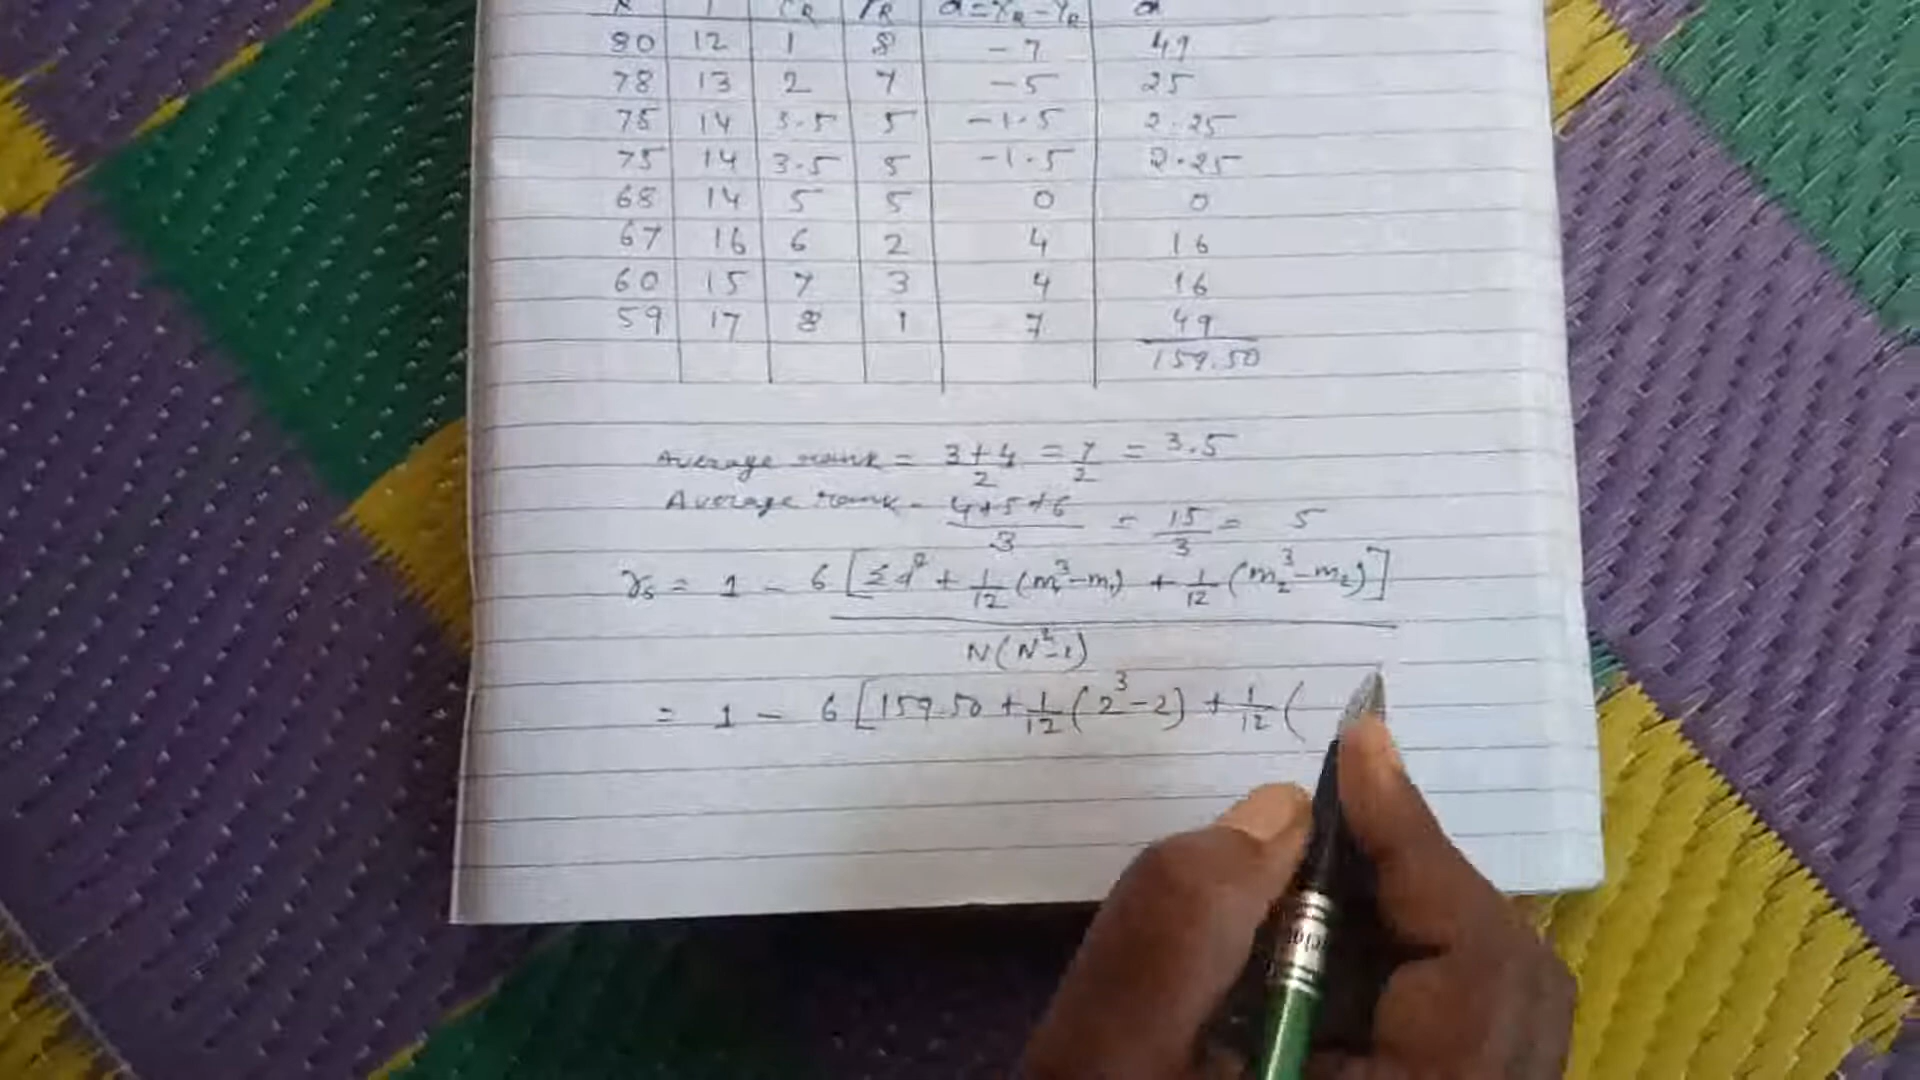 X Y XR YR d=XR-YR d
80 12 1 8 -7 49
78 13 2 7 -5 25
75 14 3.5 5 -1.5 2.25
75 14 3.5 5 -1.5 2.25
68 14 5 5 0 0
67 16 6 2 4 16
60 15 7 3 4 16
59 17 8 1 7 49
159.50
Average rank = 3+4/2 = 7/2 = 3.5
Average rank - 4+5+6/3 = 15/3 = 5
rs = 1 - 6[Σd² + 1/12(m₁³-m₁) + 1/12(m₂³-m₂)]
N(N²-1)
= 1 - 6[159.50 + 1/12(2³-2) + 1/12(